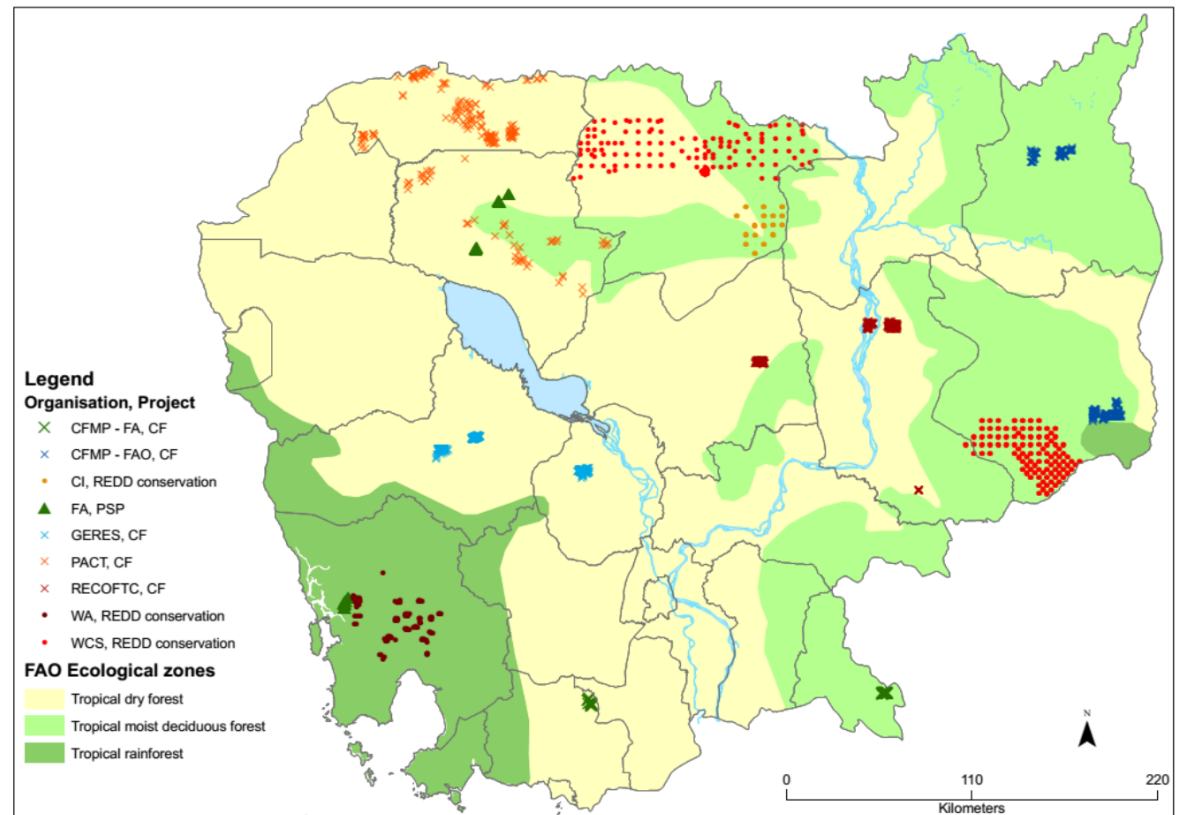 Legend
Organisation, Project
CFMP - FA, CF
CFMP - FAO, CF
CI, REDD conservation
FA, PSP
GERES, CF
PACT, CF
RECOFTC, CF
WA, REDD conservation
WCS, REDD conservation
FAO Ecological zones
Tropical dry forest
Tropical moist deciduous forest
Tropical rainforest
N
0 110 220
Kilometers